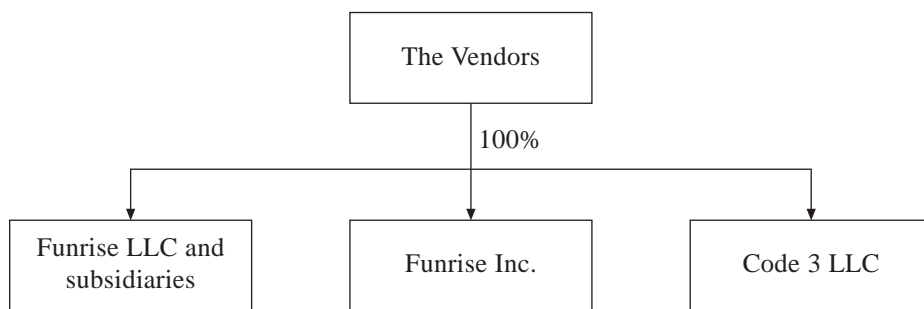 The Vendors
100%
Funrise LLC and
subsidiaries
Funrise Inc.
Code 3 LLC